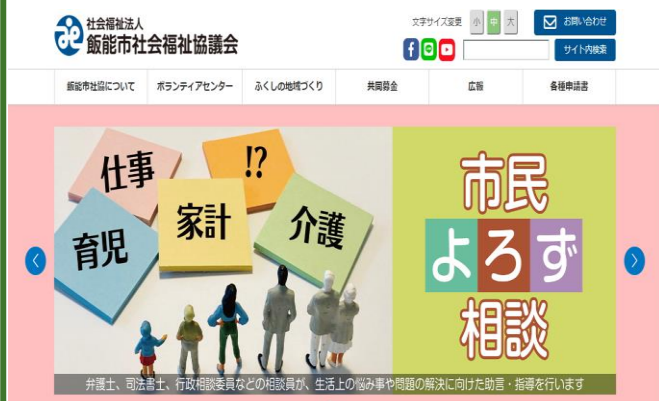 社会福祉法人
飯能市社会福祉協議会
文字サイズ変更 小 中 大
お問い合わせ
サイト内検索
飯能市社協について ボランティアセンター ふくしの地域づくり 共同募金 広報 各種申請書
仕事
!?
育児
家計
介護
市民
よろず
相談
弁護士、司法書士、行政相談委員などの相談員が、生活上の悩み事や問題の解決に向けた助言・指導を行います